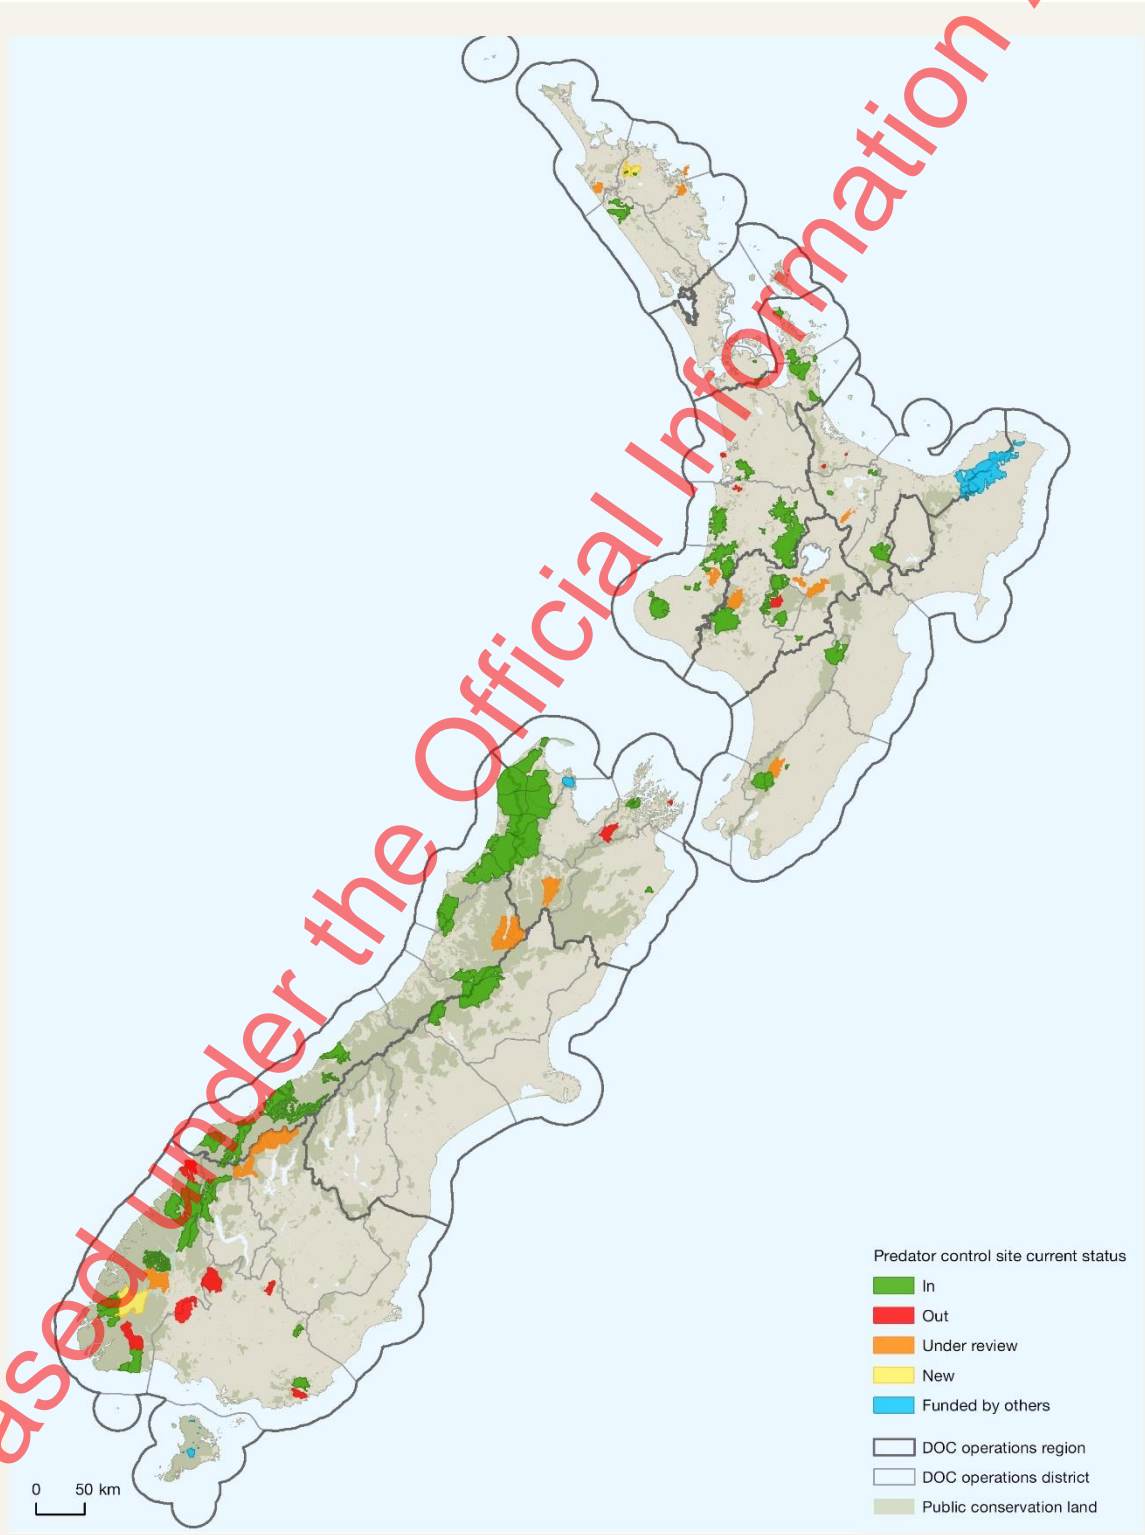 ased under the Official Information
Predator control site current status
In
Out
Under review
New
Funded by others
DOC operations region
DOC operations district
Public conservation land
0 50 km